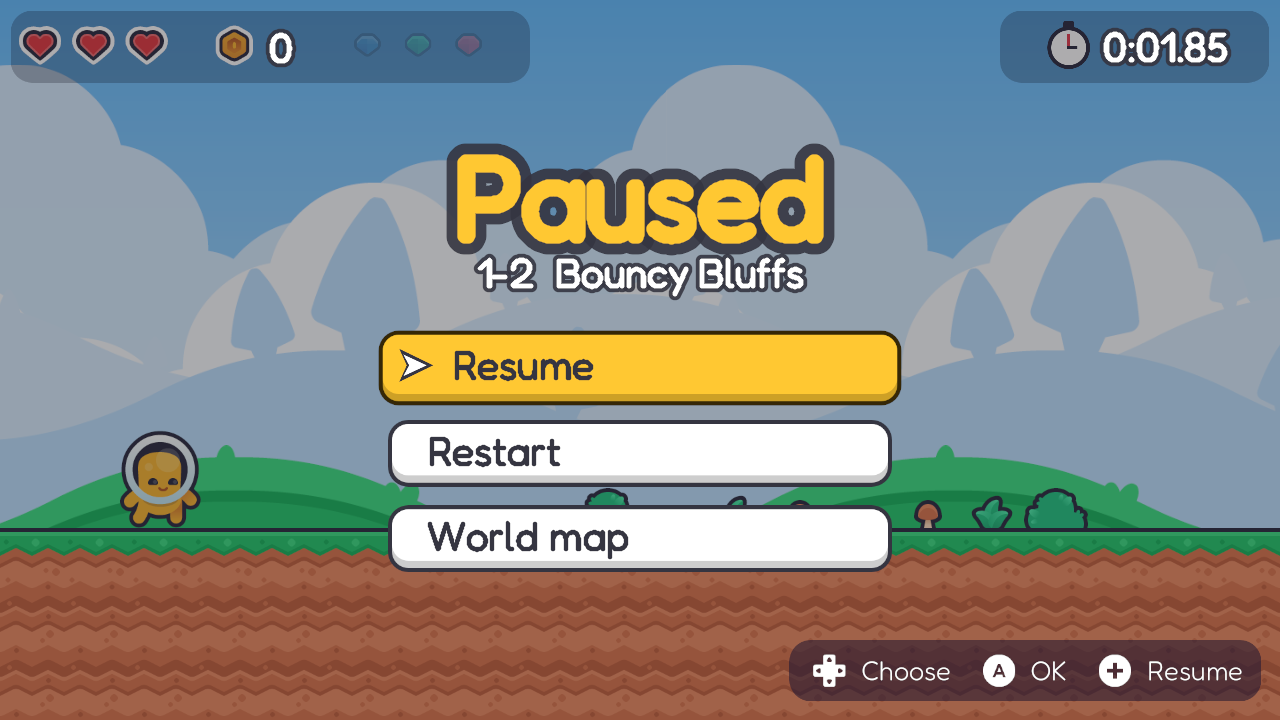 0
0:01.85
Paused
1-2 Bouncy Bluffs
Resume
Restart
World map
Choose A OK + Resume